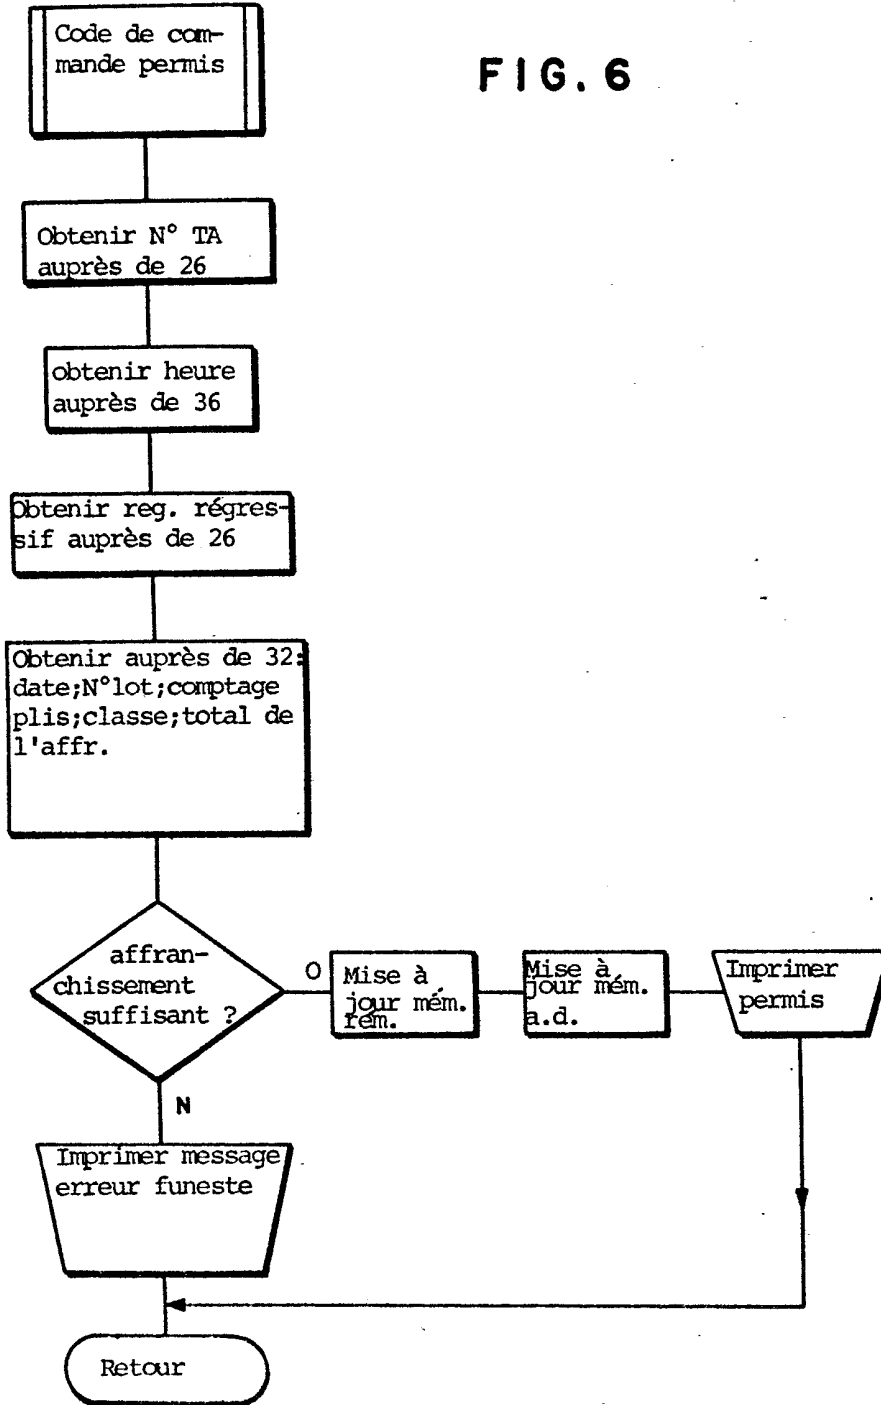 Code de com-
mande permis
FIG. 6
Obtenir N° TA
auprès de 26
obtenir heure
auprès de 36
Obtenir reg. régres-
sif auprès de 26
Obtenir auprès de 32:
date;N°lot;comptage
plis;classe;total de
l'affr.
affran-
chissement
suffisant ?
O
Mise à
jour mém.
rém.
Mise à
jour mém.
a.d.
Imprimer
permis
N
Imprimer message
erreur funeste
Retour